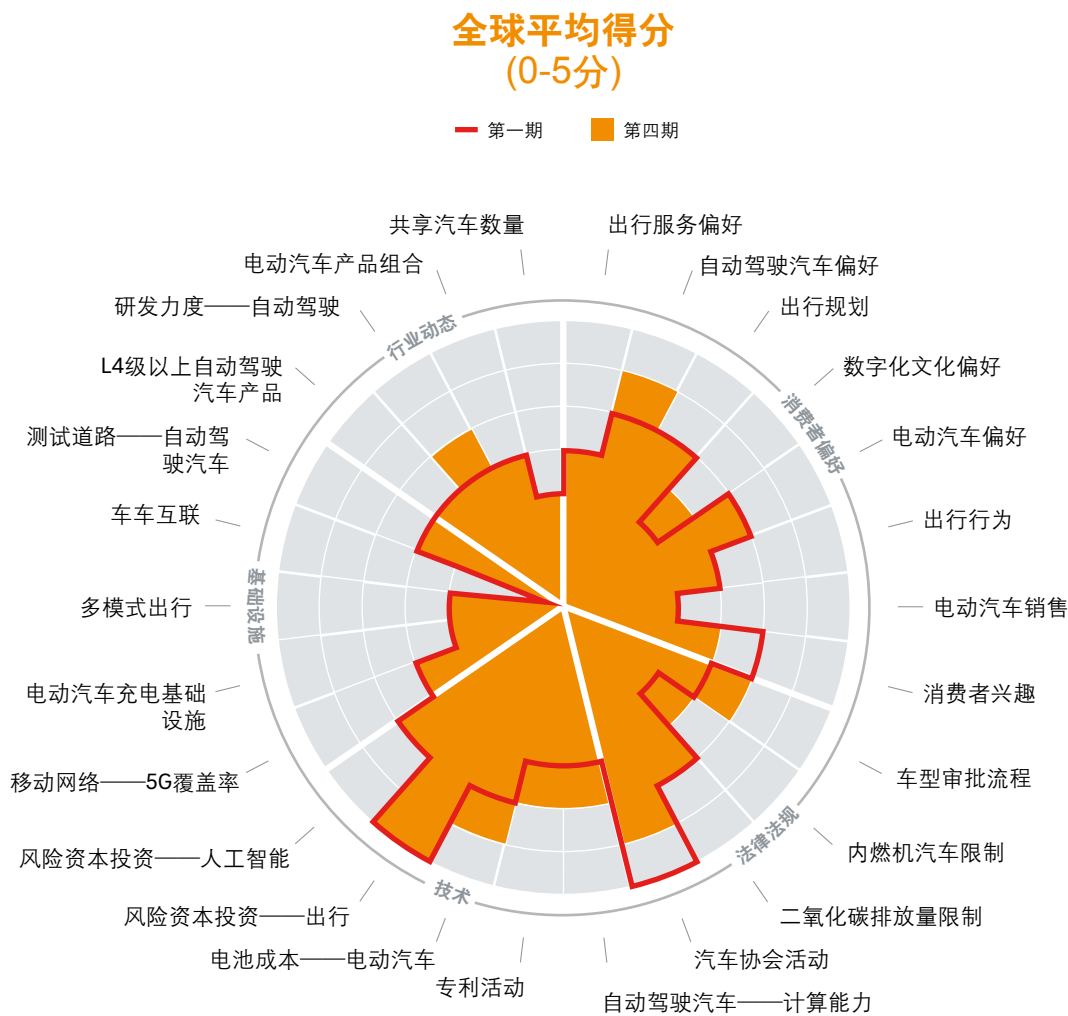 全球平均得分
(0-5分)
第一期
第四期
共享汽车数量
出行服务偏好
电动汽车产品组合
自动驾驶汽车偏好
研发力度——自动驾驶
出行规划
行业动态
L4级以上自动驾驶
汽车产品
数字化文化偏好
消费者偏好
测试道路——自动驾
驶汽车
电动汽车偏好
车车互联
出行行为
基础设施
多模式出行
电动汽车销售
电动汽车充电基础
设施
消费者兴趣
移动网络——5G覆盖率
车型审批流程
法律法规
风险资本投资——人工智能
内燃机汽车限制
技术
风险资本投资——出行
二氧化碳排放量限制
电池成本——电动汽车
汽车协会活动
专利活动
自动驾驶汽车——计算能力